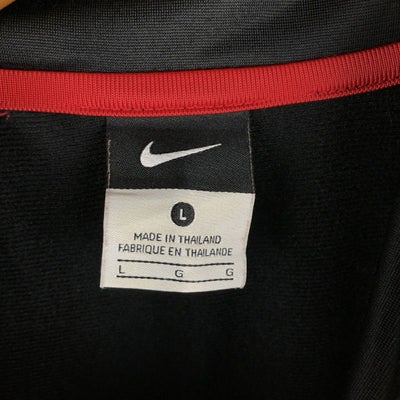 L
MADE IN THAILAND
FABRIQUE EN THAILANDE
L G G